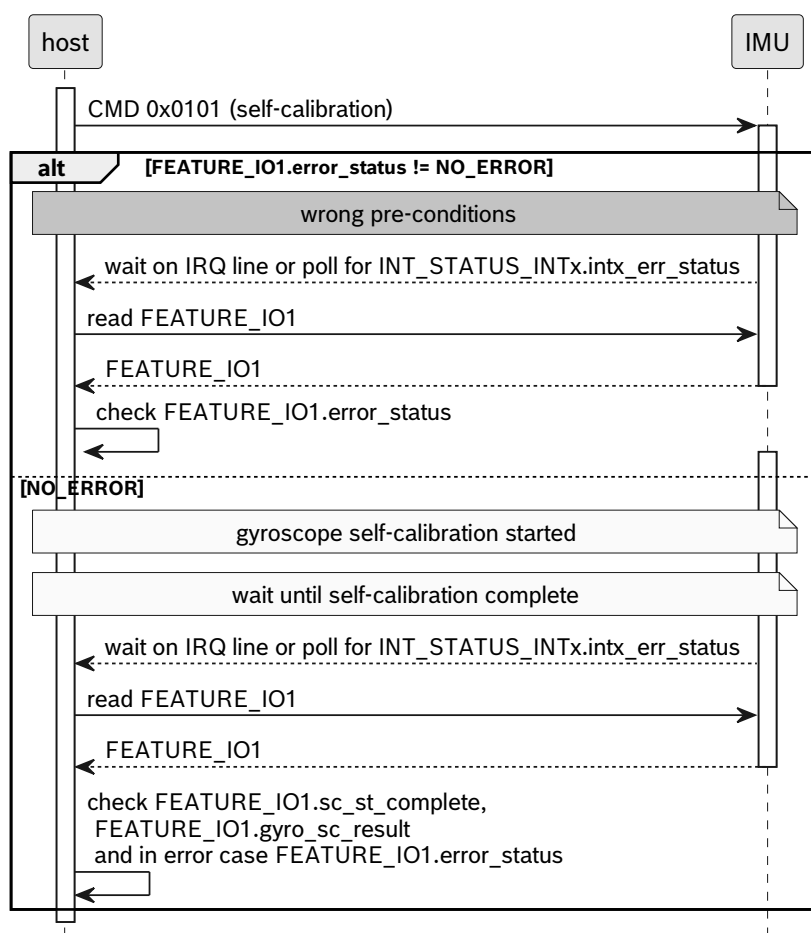 host
IMU
CMD 0x0101 (self-calibration)
alt
[FEATURE_IO1.error_status != NO_ERROR]
wrong pre-conditions
wait on IRQ line or poll for INT_STATUS_INTx.intx_err_status
read FEATURE_IO1
FEATURE_IO1
check FEATURE_IO1.error_status
[NO_ERROR]
gyroscope self-calibration started
wait until self-calibration complete
wait on IRQ line or poll for INT_STATUS_INTx.intx_err_status
read FEATURE_IO1
FEATURE_IO1
check FEATURE_IO1.sc_st_complete,
FEATURE_IO1.gyro_sc_result
and in error case FEATURE_IO1.error_status